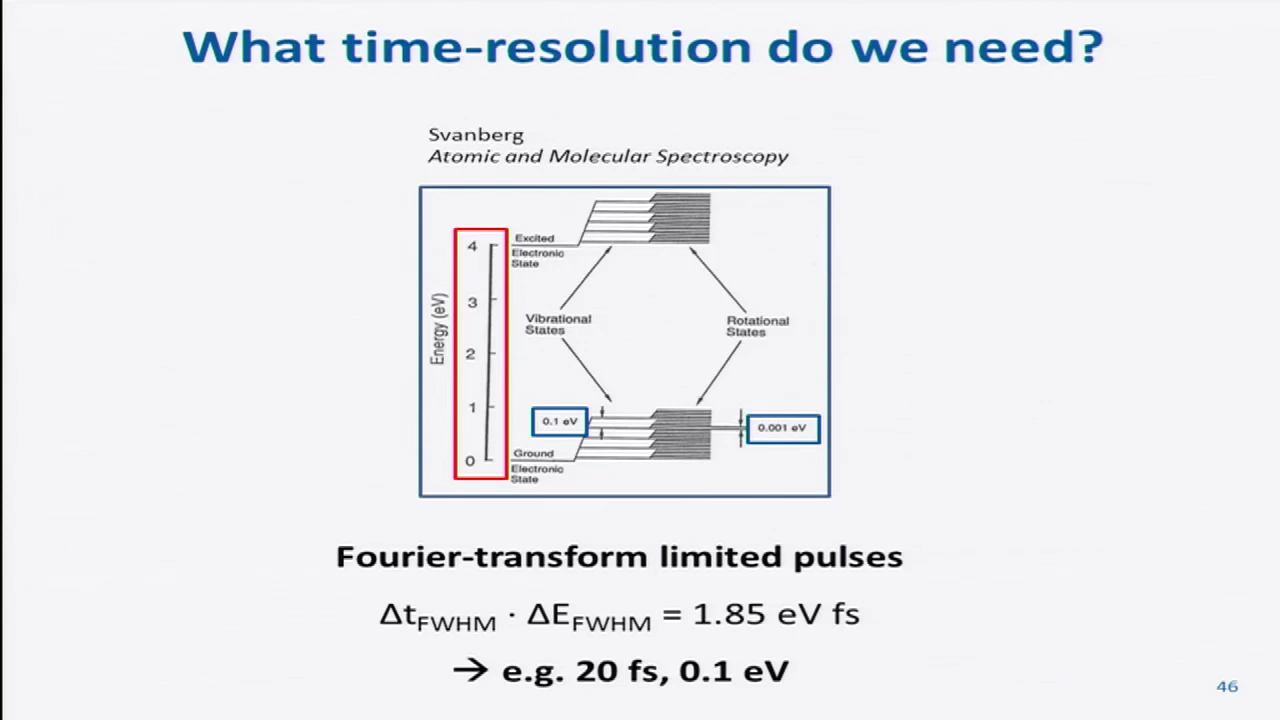 What time-resolution do we need?
Svanberg
Atomic and Molecular Spectroscopy
Energy (eV)
4
3
2
1
0
Excited
Electronic
State
Vibrational
States
Rotational
States
0.1 eV
0.001 eV
Ground
Electronic
State
Fourier-transform limited pulses
Δt_FWHM · ΔE_FWHM = 1.85 eV fs
→ e.g. 20 fs, 0.1 eV
46